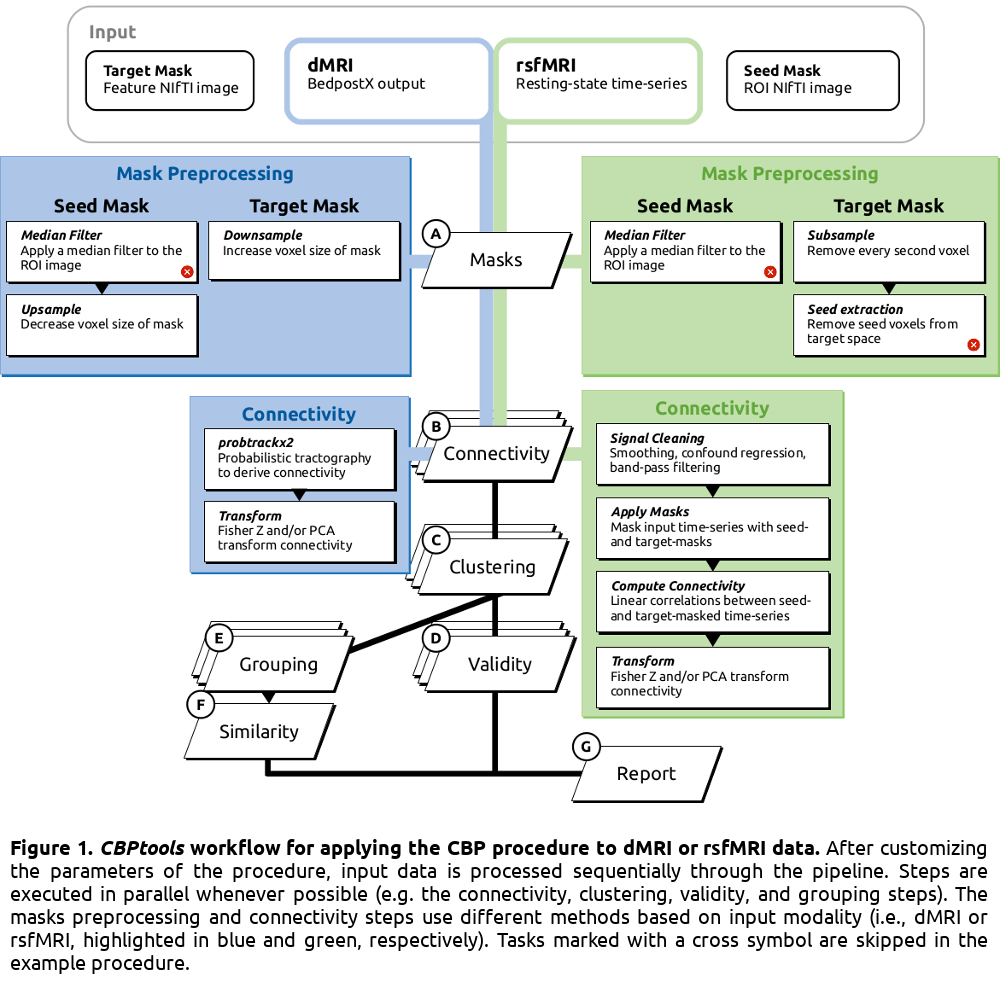 Input
Target Mask
Feature NIfTI image
dMRI
BedpostX output
rsfMRI
Resting-state time-series
Seed Mask
ROI NIfTI image
Mask Preprocessing
Seed Mask
Target Mask
Median Filter
Apply a median filter to the
ROI image
Upsample
Decrease voxel size of mask
Downsample
Increase voxel size of mask
A
Masks
Mask Preprocessing
Seed Mask
Target Mask
Median Filter
Apply a median filter to the
ROI image
Subsample
Remove every second voxel
Seed extraction
Remove seed voxels from
target space
Connectivity
probtrackx2
Probabilistic tractography
to derive connectivity
Transform
Fisher Z and/or PCA
transform connectivity
B
Connectivity
Connectivity
Signal Cleaning
Smoothing, confound regression,
band-pass filtering
Apply Masks
Mask input time-series with seed-
and target-masks
Compute Connectivity
Linear correlations between seed-
and target-masked time-series
Transform
Fisher Z and/or PCA transform
connectivity
C
Clustering
E
Grouping
D
Validity
F
Similarity
G
Report
Figure 1. CBPtools workflow for applying the CBP procedure to dMRI or rsfMRI data. After customizing
the parameters of the procedure, input data is processed sequentially through the pipeline. Steps are
executed in parallel whenever possible (e.g. the connectivity, clustering, validity, and grouping steps). The
masks preprocessing and connectivity steps use different methods based on input modality (i.e., dMRI or
rsfMRI, highlighted in blue and green, respectively). Tasks marked with a cross symbol are skipped in the
example procedure.